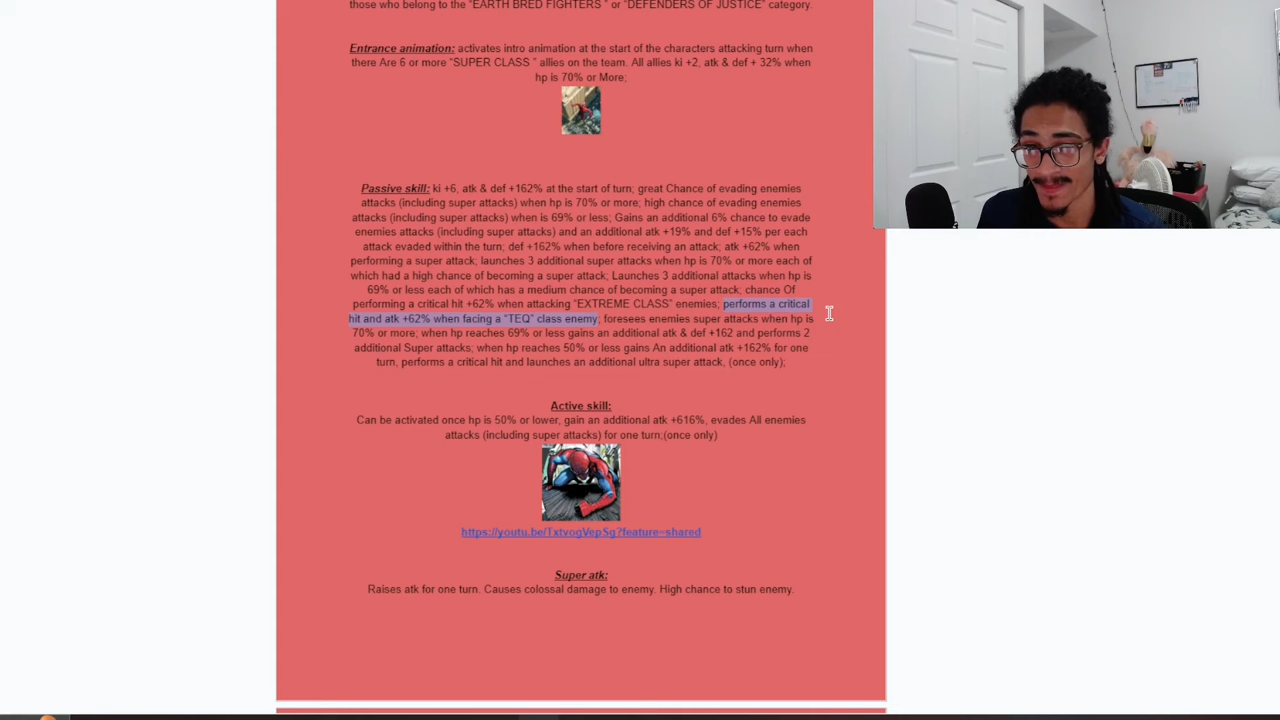 those who belong to the "EARTH BRED FIGHTERS " or "DEFENDERS OF JUSTICE" category.
Entrance animation: activates intro animation at the start of the characters attacking turn when
there Are 6 or more "SUPER CLASS " allies on the team. All allies ki +2, atk & def + 32% when
hp is 70% or More;
Passive skill: ki +6, atk & def +162% at the start of turn; great Chance of evading enemies
attacks (including super attacks) when hp is 70% or more; high chance of evading enemies
attacks (including super attacks) when is 69% or less; Gains an additional 6% chance to evade
enemies attacks (including super attacks) and an additional atk +19% and def +15% per each
attack evaded within the turn; def +162% when before receiving an attack; atk +62% when
performing a super attack; launches 3 additional super attacks when hp is 70% or more each of
which had a high chance of becoming a super attack; Launches 3 additional attacks when hp is
69% or less each of which has a medium chance of becoming a super attack; chance Of
performing a critical hit +62% when attacking "EXTREME CLASS" enemies; performs a critical
hit and atk +62% when facing a "TEQ" class enemy; foresees enemies super attacks when hp is
70% or more; when hp reaches 69% or less gains an additional atk & def +162 and performs 2
additional Super attacks; when hp reaches 50% or less gains An additional atk +162% for one
turn, performs a critical hit and launches an additional ultra super attack, (once only);
Active skill:
Can be activated once hp is 50% or lower, gain an additional atk +616%, evades All enemies
attacks (including super attacks) for one turn;(once only)
https://youtu.be/TxtvogVepSg?feature=shared
Super atk:
Raises atk for one turn. Causes colossal damage to enemy. High chance to stun enemy.